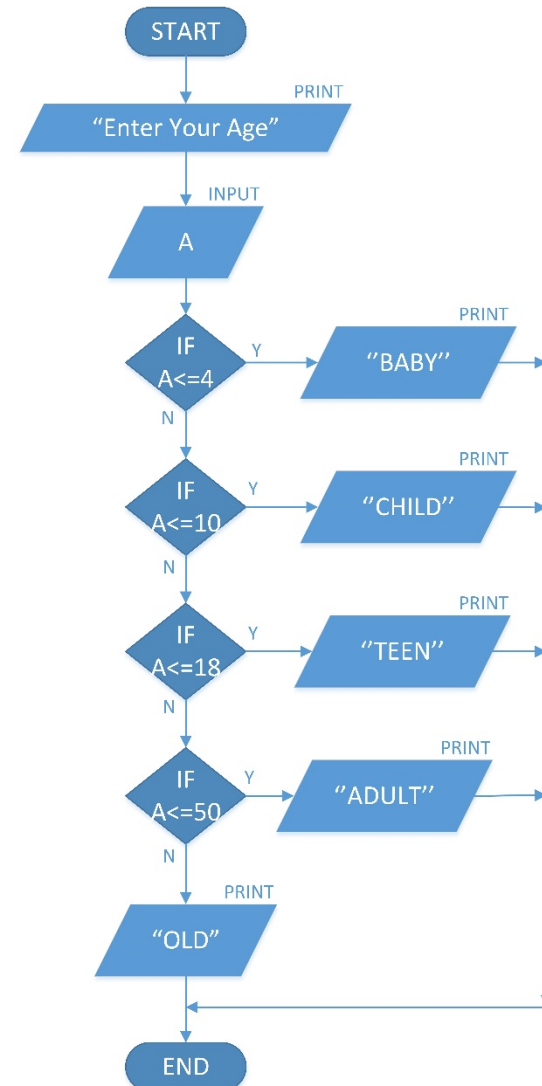 START
PRINT
“Enter Your Age”
INPUT
A
IF
A<=4
Y
PRINT
‘’BABY’’
N
IF
A<=10
Y
PRINT
‘’CHILD’’
N
IF
A<=18
Y
PRINT
‘’TEEN’’
N
IF
A<=50
Y
PRINT
‘’ADULT’’
N
PRINT
“OLD”
END